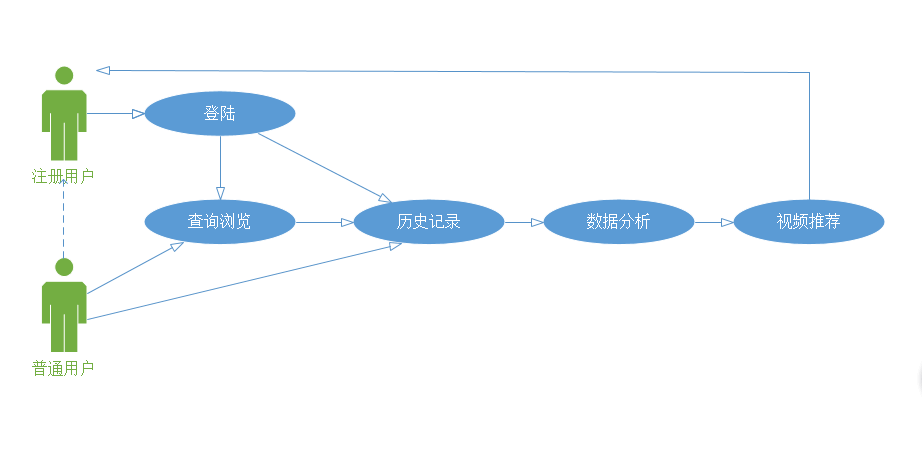 登陆
注册用户
查询浏览
历史记录
数据分析
视频推荐
普通用户